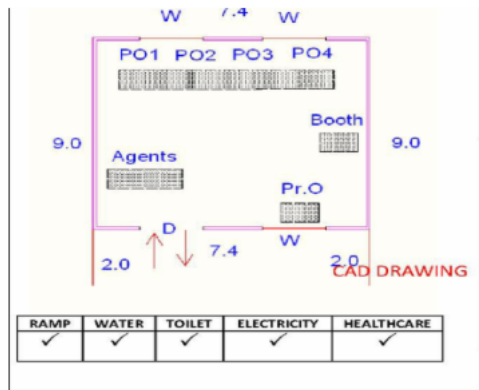 W 7.4 W
PO1 PO2 PO3 PO4
Booth
9.0 9.0
Agents
Pr.O
D
W
2.0 7.4 2.0
CAD DRAWING
RAMP WATER TOILET ELECTRICITY HEALTHCARE
✓ ✓ ✓ ✓ ✓